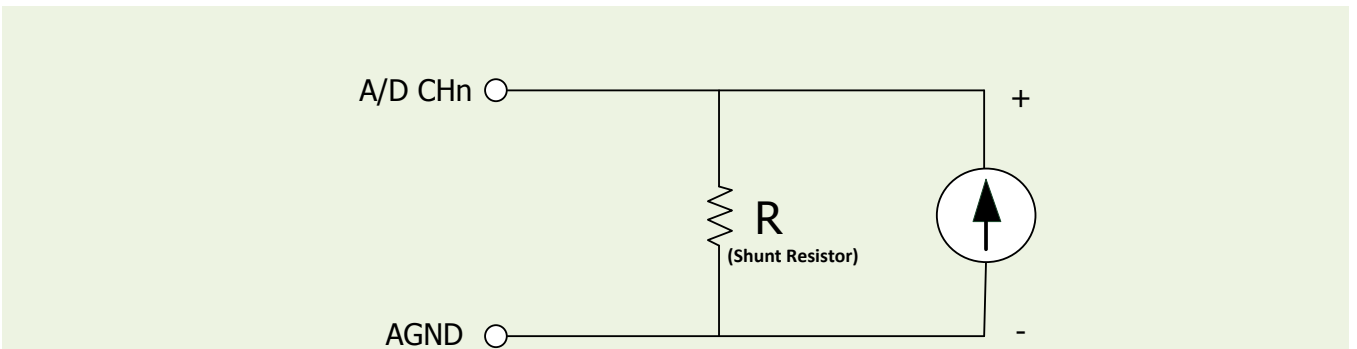 A/D CHn
+
R
(Shunt Resistor)
AGND
-